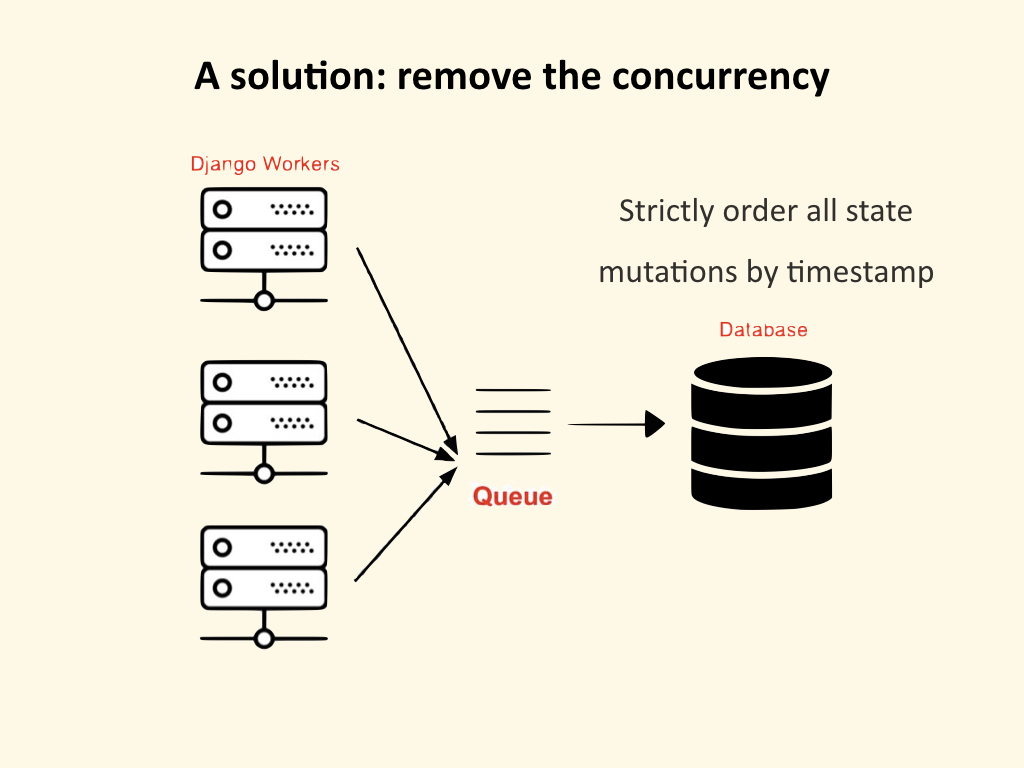 A solution: remove the concurrency
Django Workers
Strictly order all state
mutations by timestamp
Database
Queue